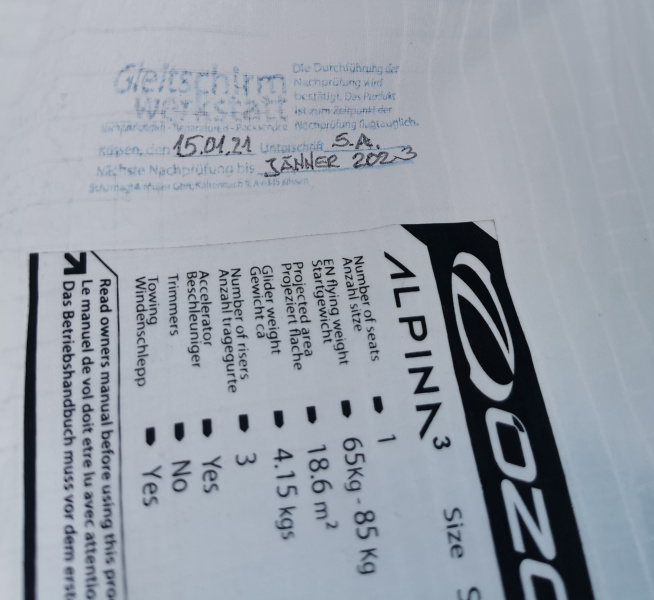 Gleitschirm
werkstatt
Die Durchführung der
Nachprüfung wird
bestätigt. Das Produkt
ist zum Zeitpunkt der
Nachprüfung flugtauglich.
den 15.01.21 Unterschrift S.A.
Nächste Nachprüfung bis JÄNNER 2023
OZO
ALPINA3
Size S
Number of seats
Anzahl sitze
1
EN flying weight
Startgewicht
65Kg - 85 Kg
Projected area
Projeziert flache
18.6 m²
Glider weight
Gewicht ca
4.15 kgs
Number of risers
Anzahl tragegurte
3
Accelerator
Beschleuniger
Yes
Trimmers
No
Towing
Windenschlepp
Yes
Read owners manual before using this pro
Le manuel de vol doit etre lu avec attentio
Das Betriebshandbuch muss vor dem erst